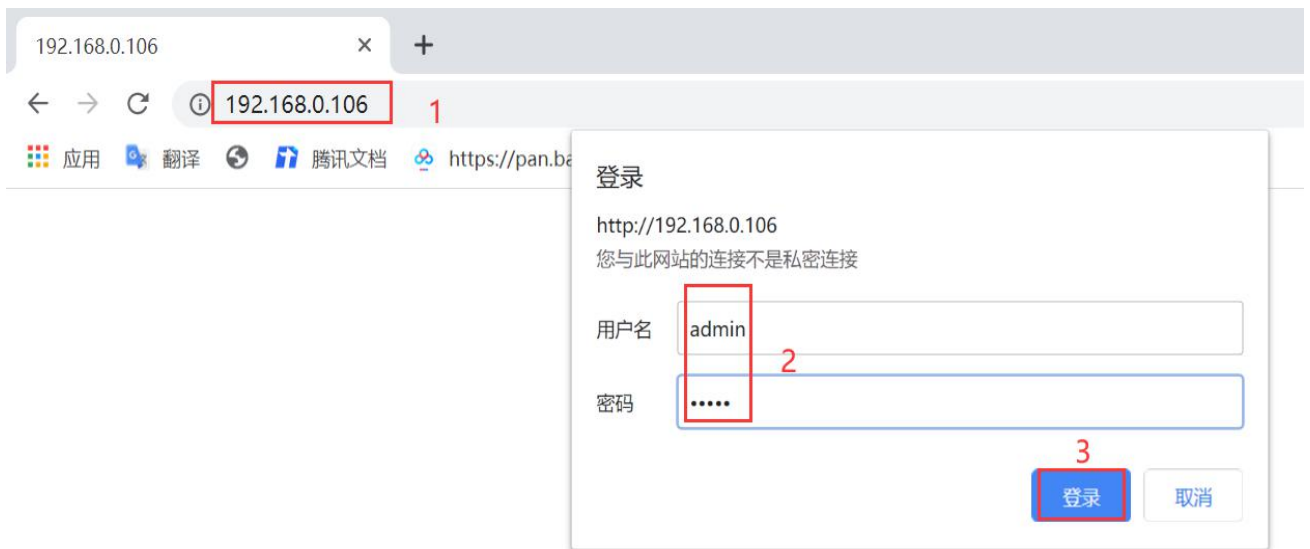 192.168.0.106
192.168.0.106 1
应用 翻译 腾讯文档 https://pan.ba
登录
http://192.168.0.106
您与此网站的连接不是私密连接
用户名 admin
2
密码 •••••
3
登录 取消